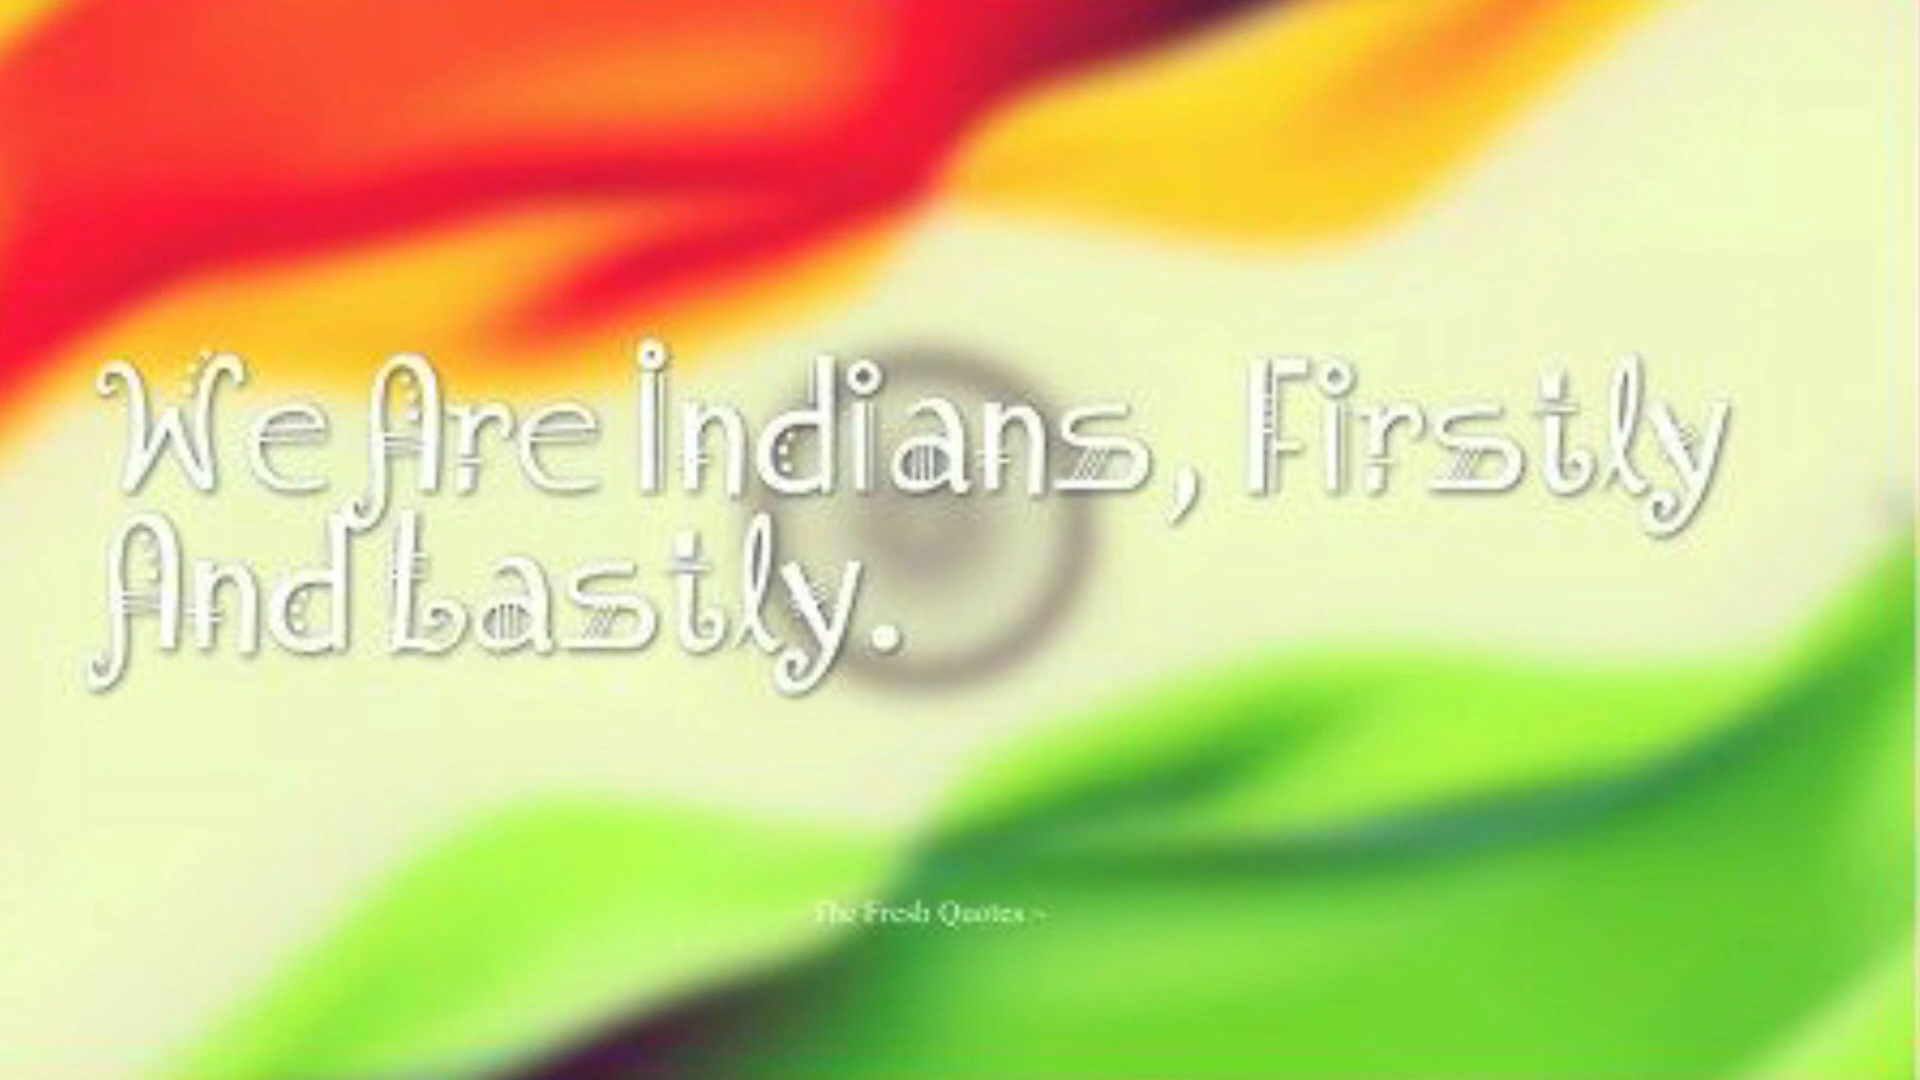 We Are Indians, Firstly
And Lastly.
The Fresh Quotes :~